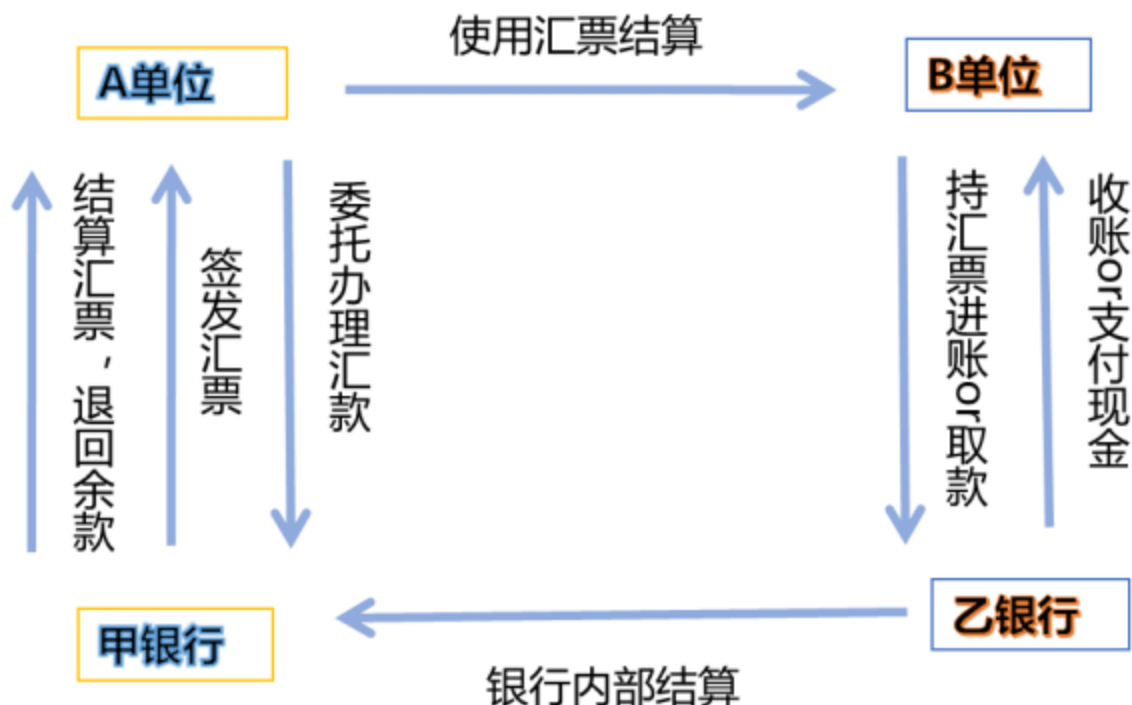 使用汇票结算
A单位
B单位
结算汇票，退回余款
签发汇票
委托办理汇款
持汇票进账or取款
收账or支付现金
甲银行
乙银行
银行内部结算